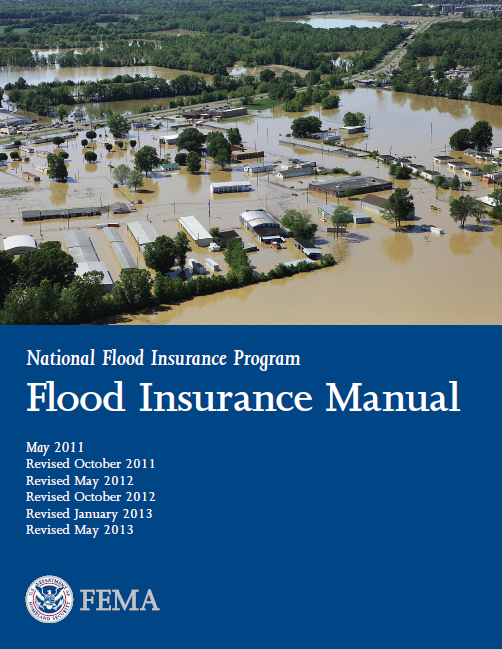 National Flood Insurance Program
Flood Insurance Manual
May 2011
Revised October 2011
Revised May 2012
Revised October 2012
Revised January 2013
Revised May 2013
U.S. DEPARTMENT OF
HOMELAND SECURITY
FEMA